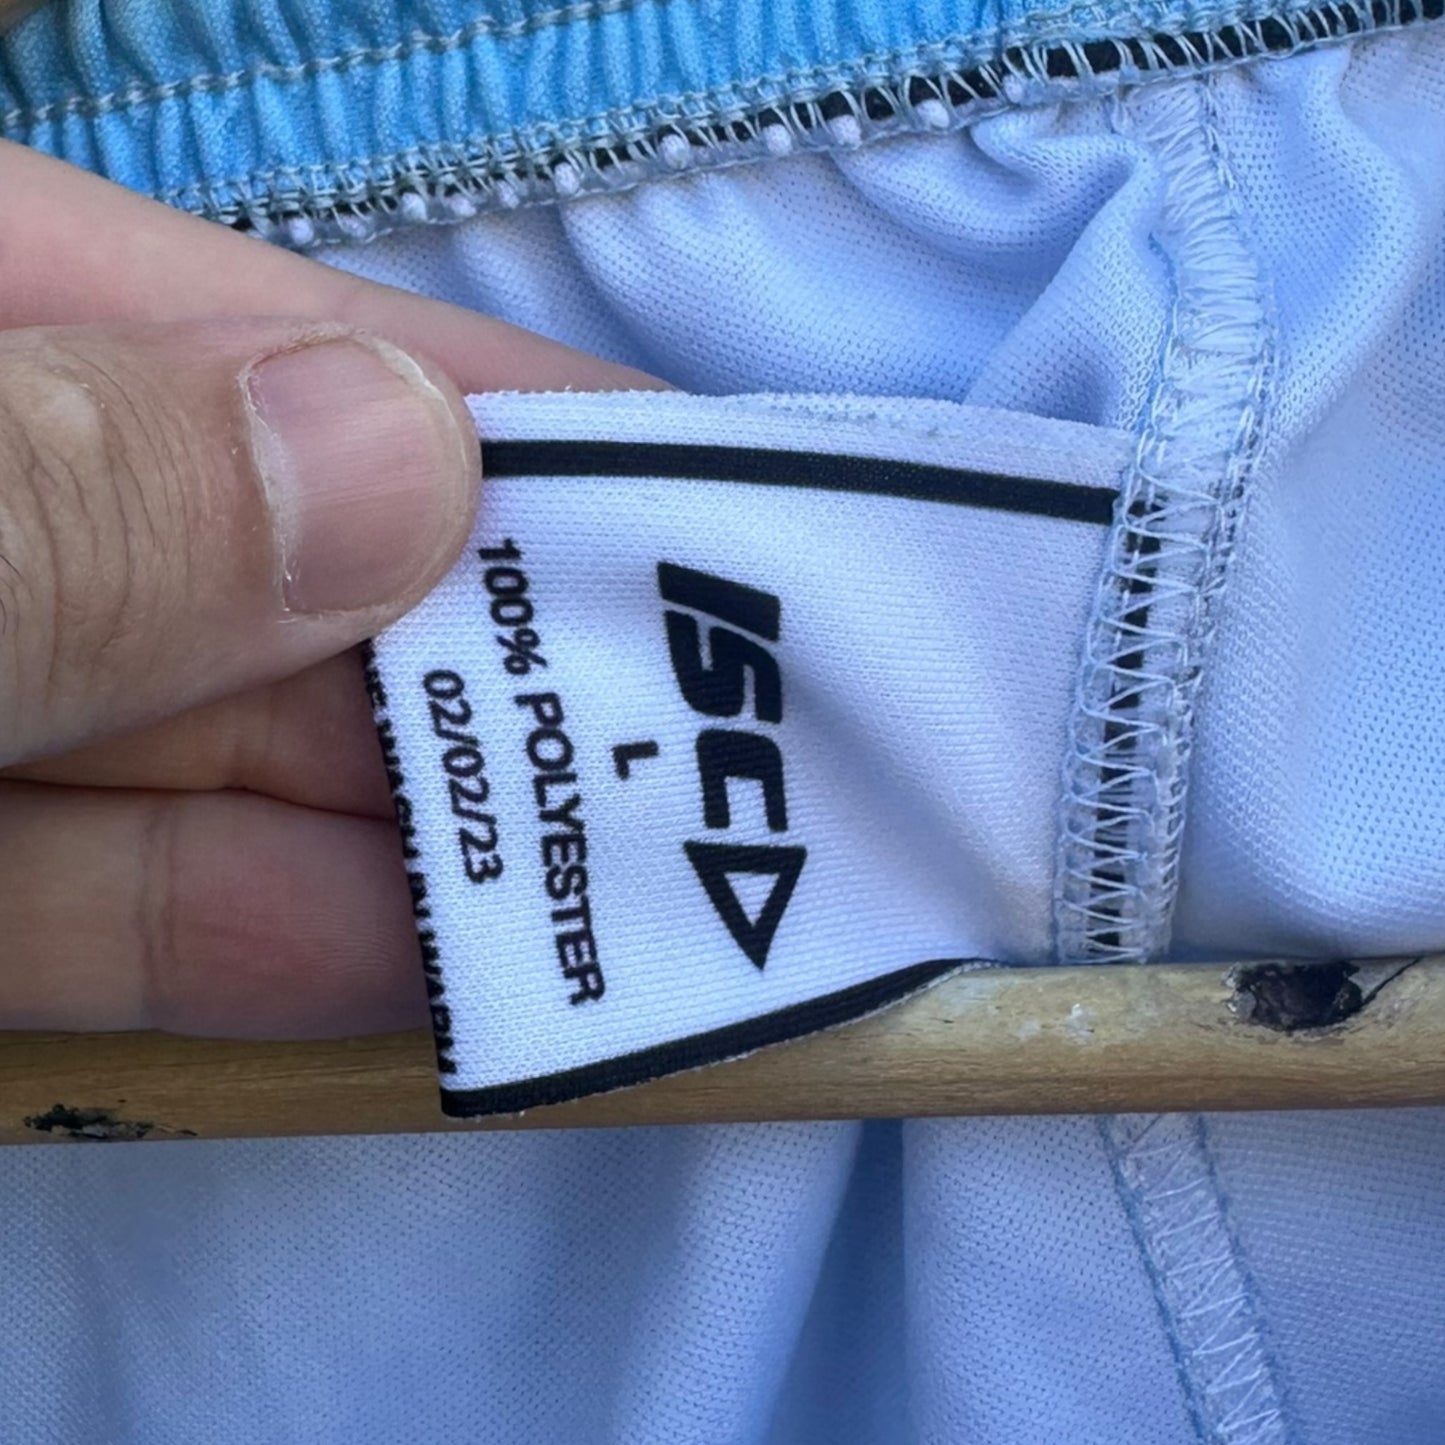 ISC
L
100% POLYESTER
02/02/23